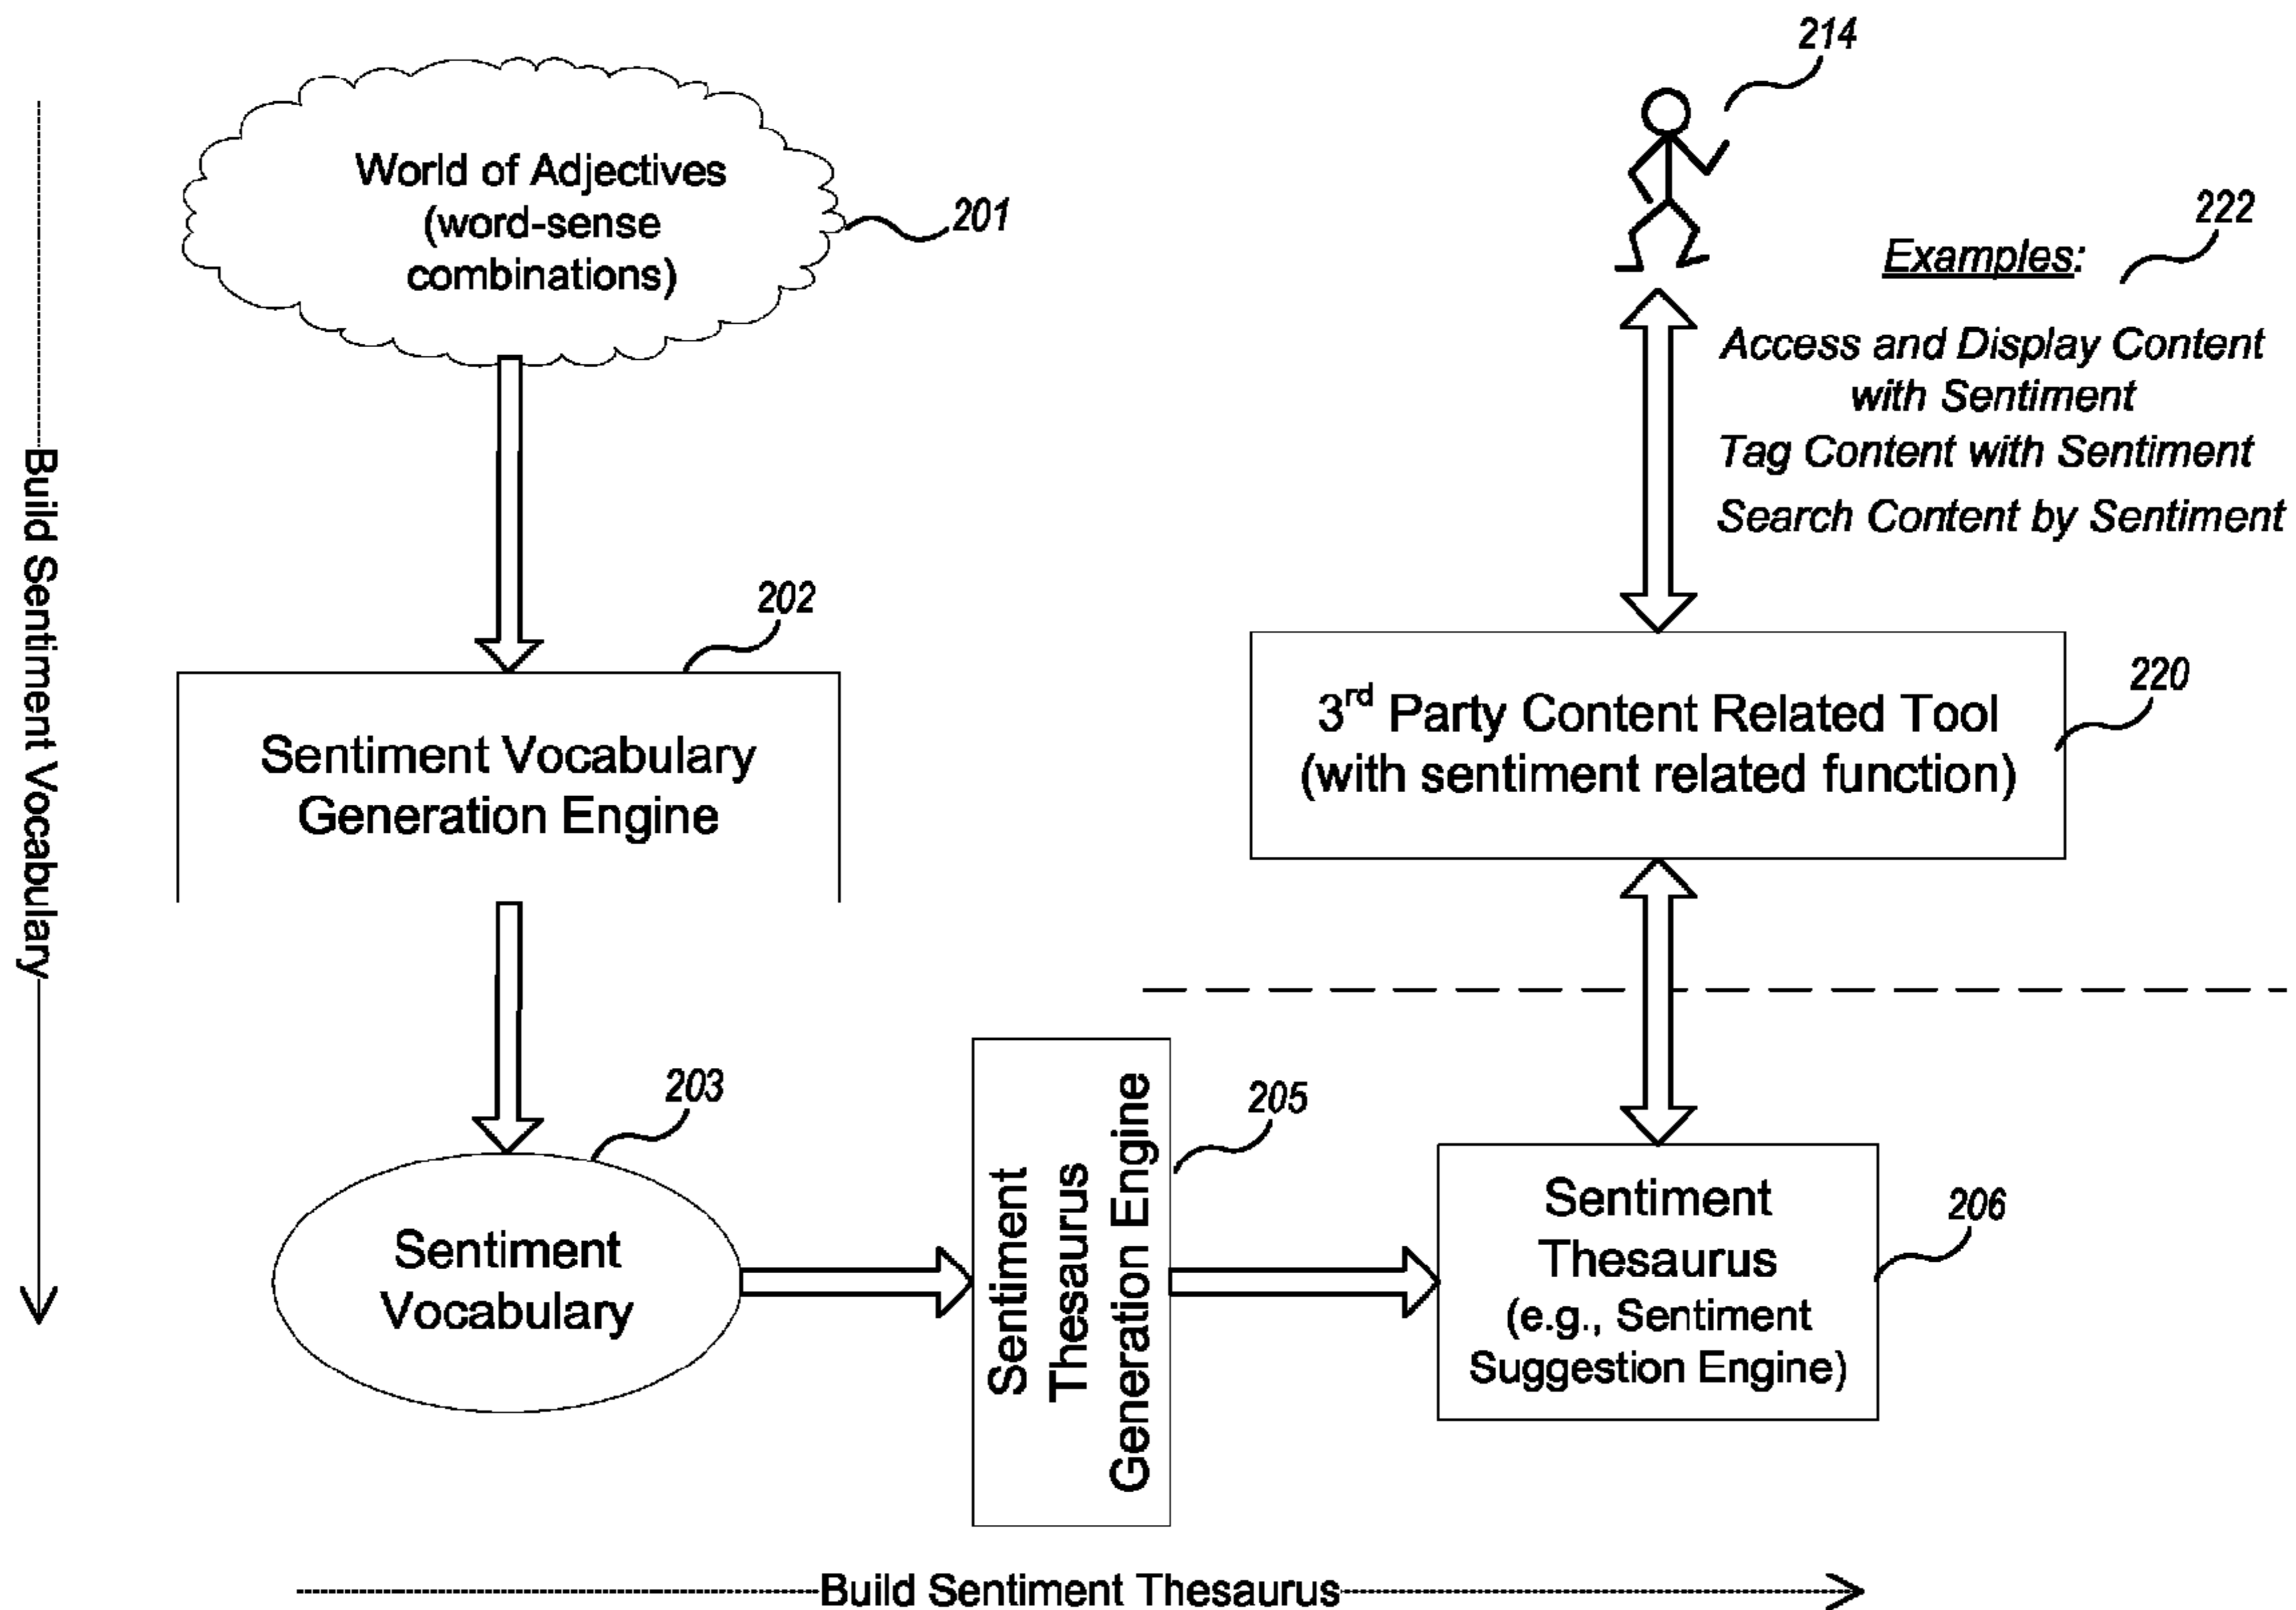 World of Adjectives
(word-sense
combinations)
201
202
Sentiment Vocabulary
Generation Engine
203
Sentiment
Vocabulary
Build Sentiment Vocabulary
205
Sentiment
Thesaurus
Generation Engine
214
222
Examples:
Access and Display Content
with Sentiment
Tag Content with Sentiment
Search Content by Sentiment
220
3rd Party Content Related Tool
(with sentiment related function)
206
Sentiment
Thesaurus
(e.g., Sentiment
Suggestion Engine)
Build Sentiment Thesaurus